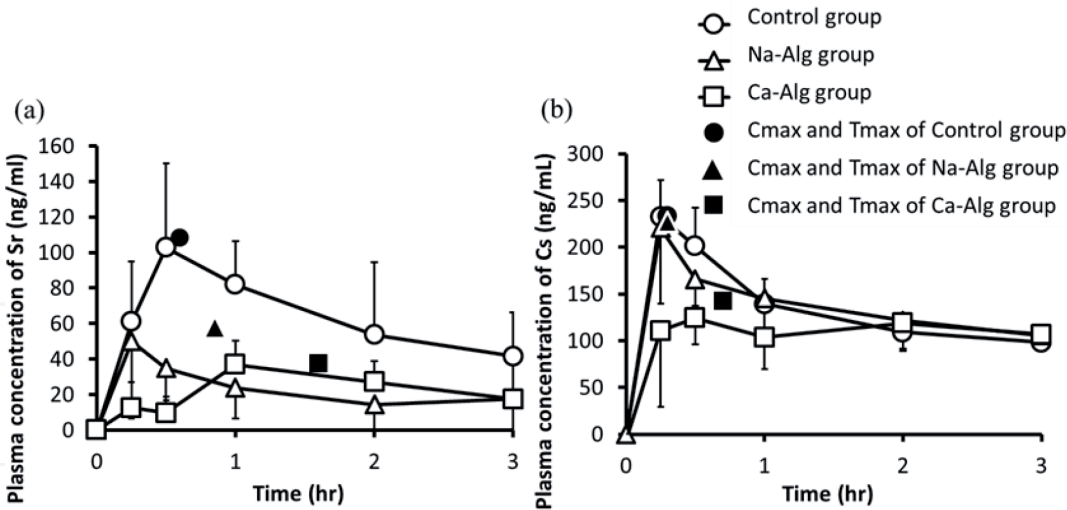 Control group
Na-Alg group
Ca-Alg group
Cmax and Tmax of Control group
Cmax and Tmax of Na-Alg group
Cmax and Tmax of Ca-Alg group
(a)
Plasma concentration of Sr (ng/ml)
160
140
120
100
80
60
40
20
0
0 1 2 3
Time (hr)
(b)
Plasma concentration of Cs (ng/mL)
300
250
200
150
100
50
0
0 1 2 3
Time (hr)